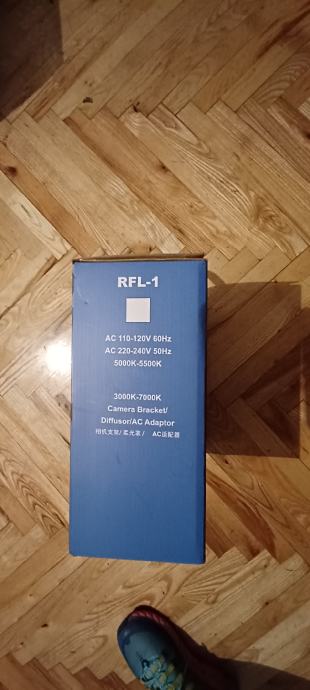 RFL-1
AC 110-120V 60Hz
AC 220-240V 50Hz
5000K-5500K
3000K-7000K
Camera Bracket/
Diffusor/AC Adaptor
相机支架/柔光罩/ AC适配器